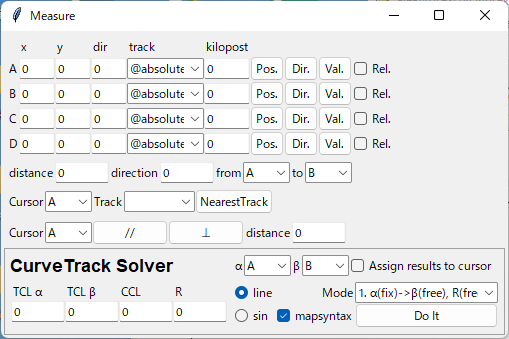 Measure
x y dir track kilopost
A 0 0 0 @absolute 0 Pos. Dir. Val. Rel.
B 0 0 0 @absolute 0 Pos. Dir. Val. Rel.
C 0 0 0 @absolute 0 Pos. Dir. Val. Rel.
D 0 0 0 @absolute 0 Pos. Dir. Val. Rel.
distance 0 direction 0 from A to B
Cursor A Track NearestTrack
Cursor A // ⊥ distance 0
CurveTrack Solver α A β B Assign results to cursor
TCL α TCL β CCL R line Mode 1. α(fix)->β(free), R(fre
0 0 0 0 sin mapsyntax Do It